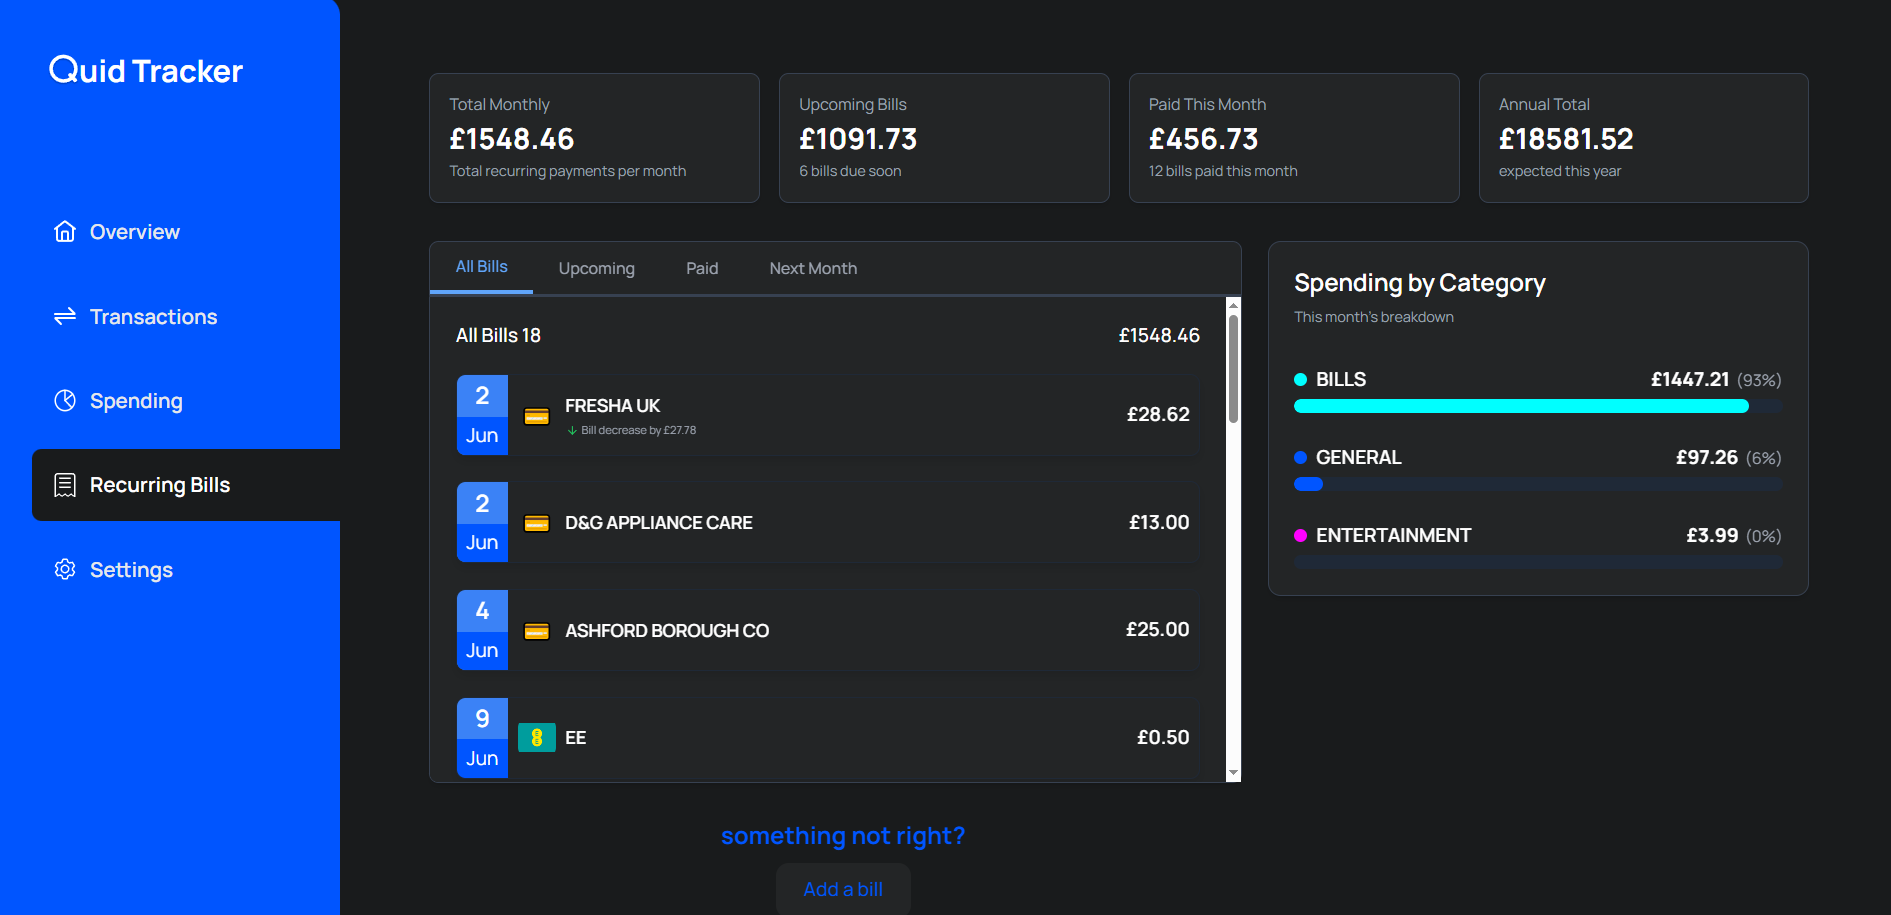 Quid Tracker
Overview
Transactions
Spending
Recurring Bills
Settings
Total Monthly
£1548.46
Total recurring payments per month
Upcoming Bills
£1091.73
6 bills due soon
Paid This Month
£456.73
12 bills paid this month
Annual Total
£18581.52
expected this year
All Bills Upcoming Paid Next Month
All Bills 18 £1548.46
2
Jun
FRESHA UK
Bill decrease by £27.78
£28.62
2
Jun
D&G APPLIANCE CARE
£13.00
4
Jun
ASHFORD BOROUGH CO
£25.00
9
Jun
EE
£0.50
something not right?
Add a bill
Spending by Category
This month's breakdown
BILLS £1447.21 (93%)
GENERAL £97.26 (6%)
ENTERTAINMENT £3.99 (0%)